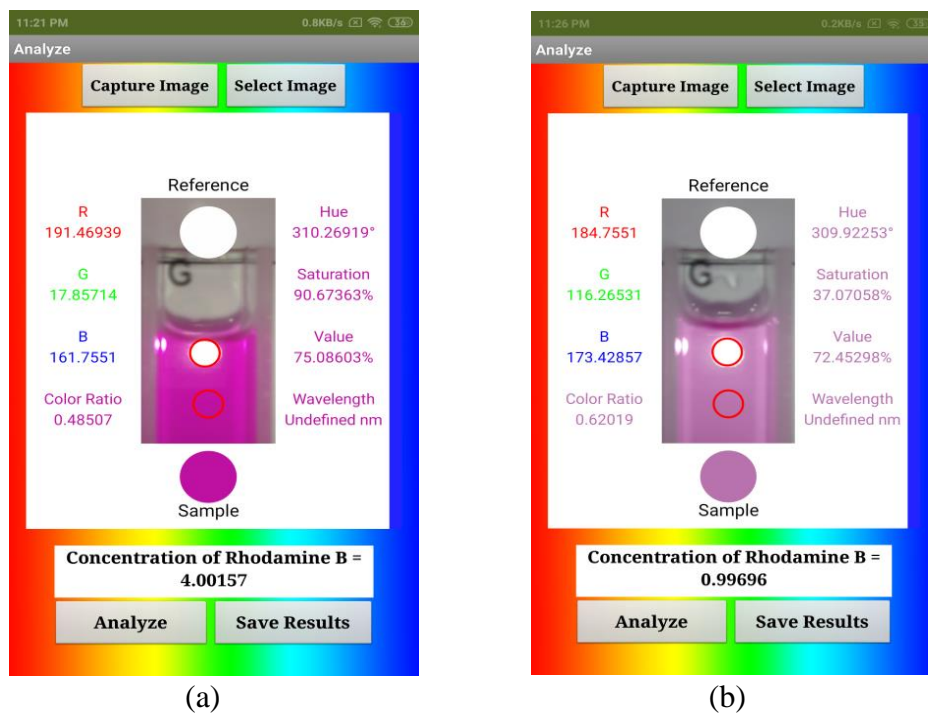 11:21 PM 0.8KB/s 36
Analyze
Capture Image Select Image
Reference
R Hue
191.46939 310.26919°
G
G Saturation
17.85714 90.67363%
B Value
161.7551 75.08603%
Color Ratio Wavelength
0.48507 Undefined nm
Sample
Concentration of Rhodamine B =
4.00157
Analyze Save Results
(a)
11:26 PM 0.2KB/s
Analyze
Capture Image Select Image
Reference
R Hue
184.7551 309.92253°
G
G Saturation
116.26531 37.07058%
B Value
173.42857 72.45298%
Color Ratio Wavelength
0.62019 Undefined nm
Sample
Concentration of Rhodamine B =
0.99696
Analyze Save Results
(b)